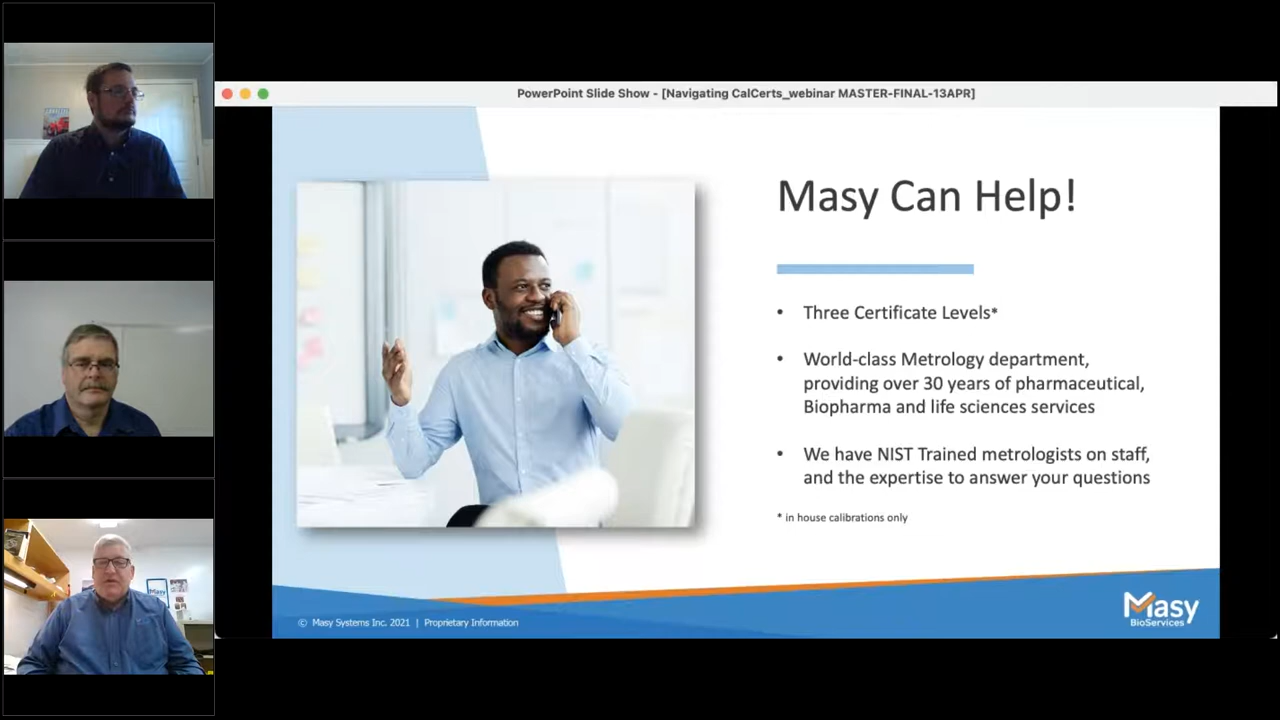 PowerPoint Slide Show - [Navigating CalCerts_webinar MASTER-FINAL-13APR]
Masy Can Help!
• Three Certificate Levels*
• World-class Metrology department,
providing over 30 years of pharmaceutical,
Biopharma and life sciences services
• We have NIST Trained metrologists on staff,
and the expertise to answer your questions
* in house calibrations only
© Masy Systems Inc. 2021 | Proprietary Information
Masy
BioServices
Masy